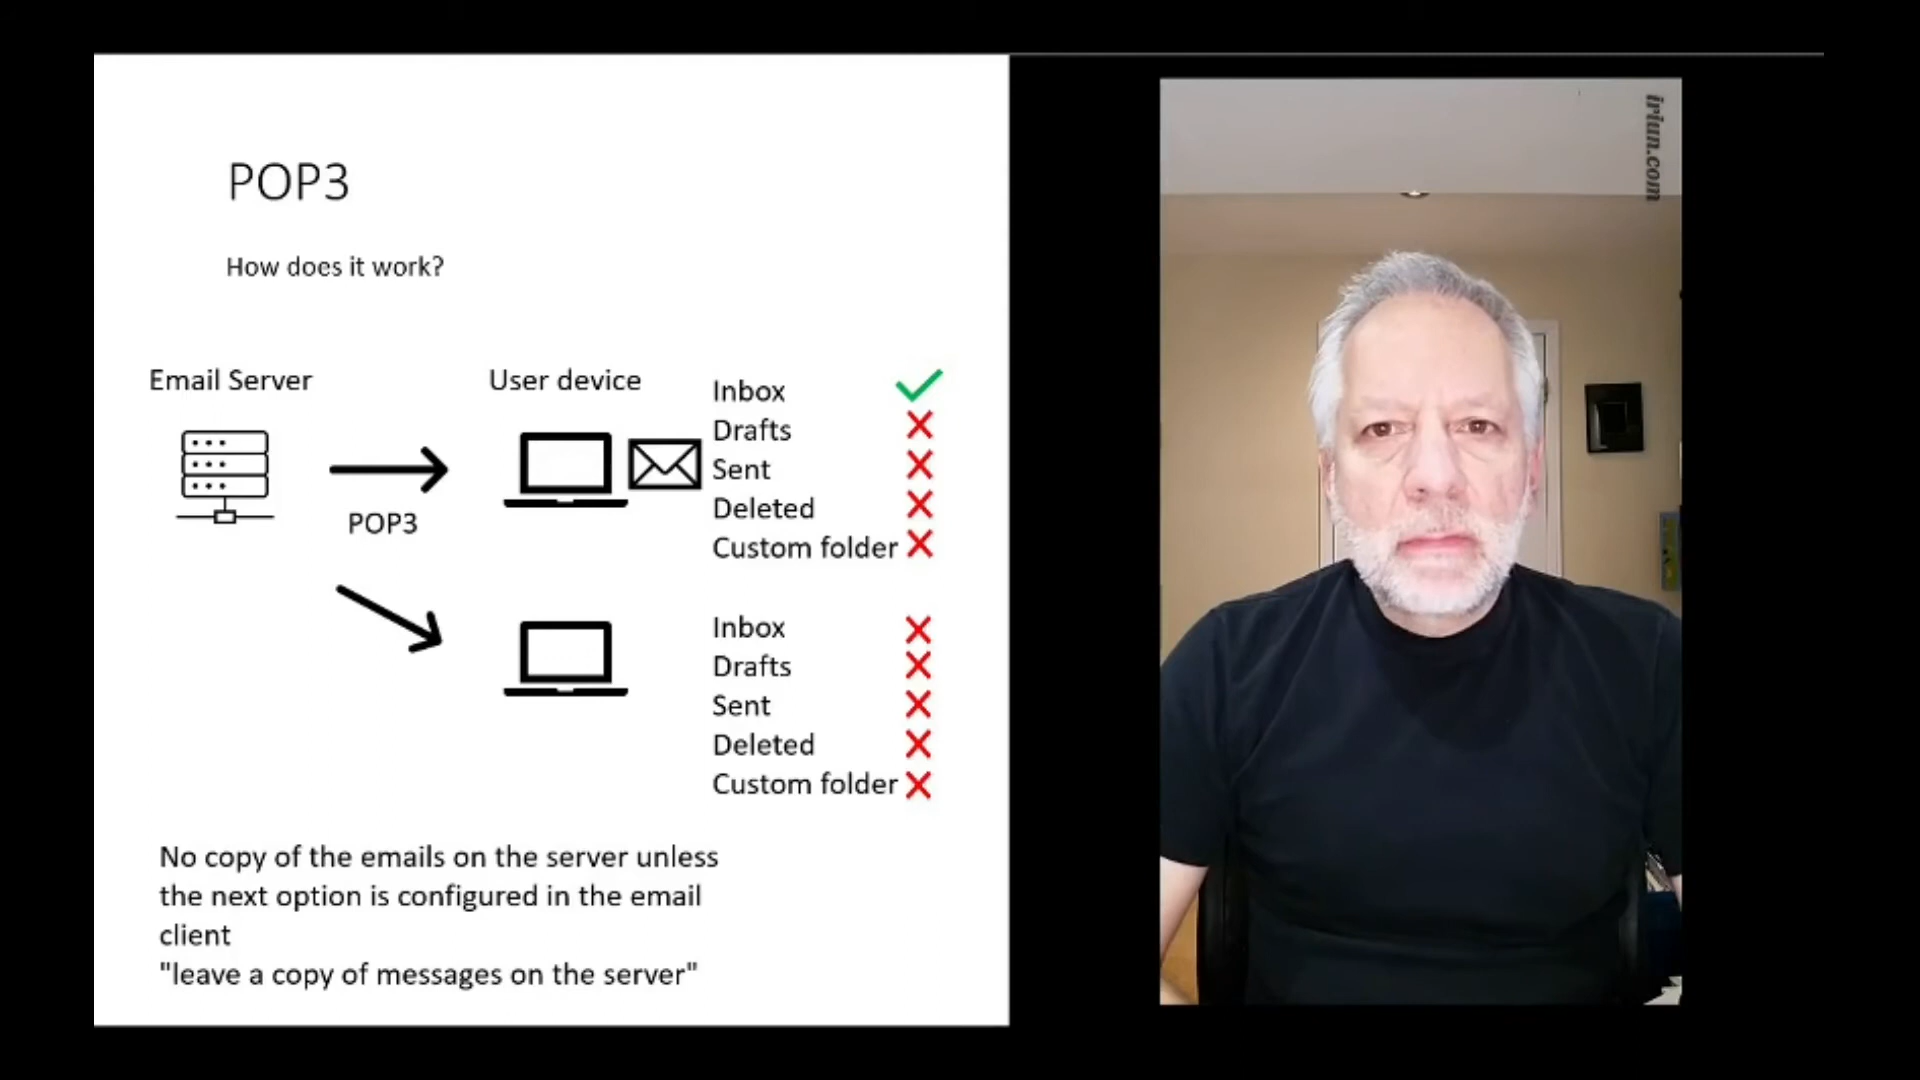 POP3
How does it work?
Email Server
User device
POP3
Inbox
Drafts
Sent
Deleted
Custom folder
Inbox
Drafts
Sent
Deleted
Custom folder
No copy of the emails on the server unless
the next option is configured in the email
client
"leave a copy of messages on the server"
iriun.com